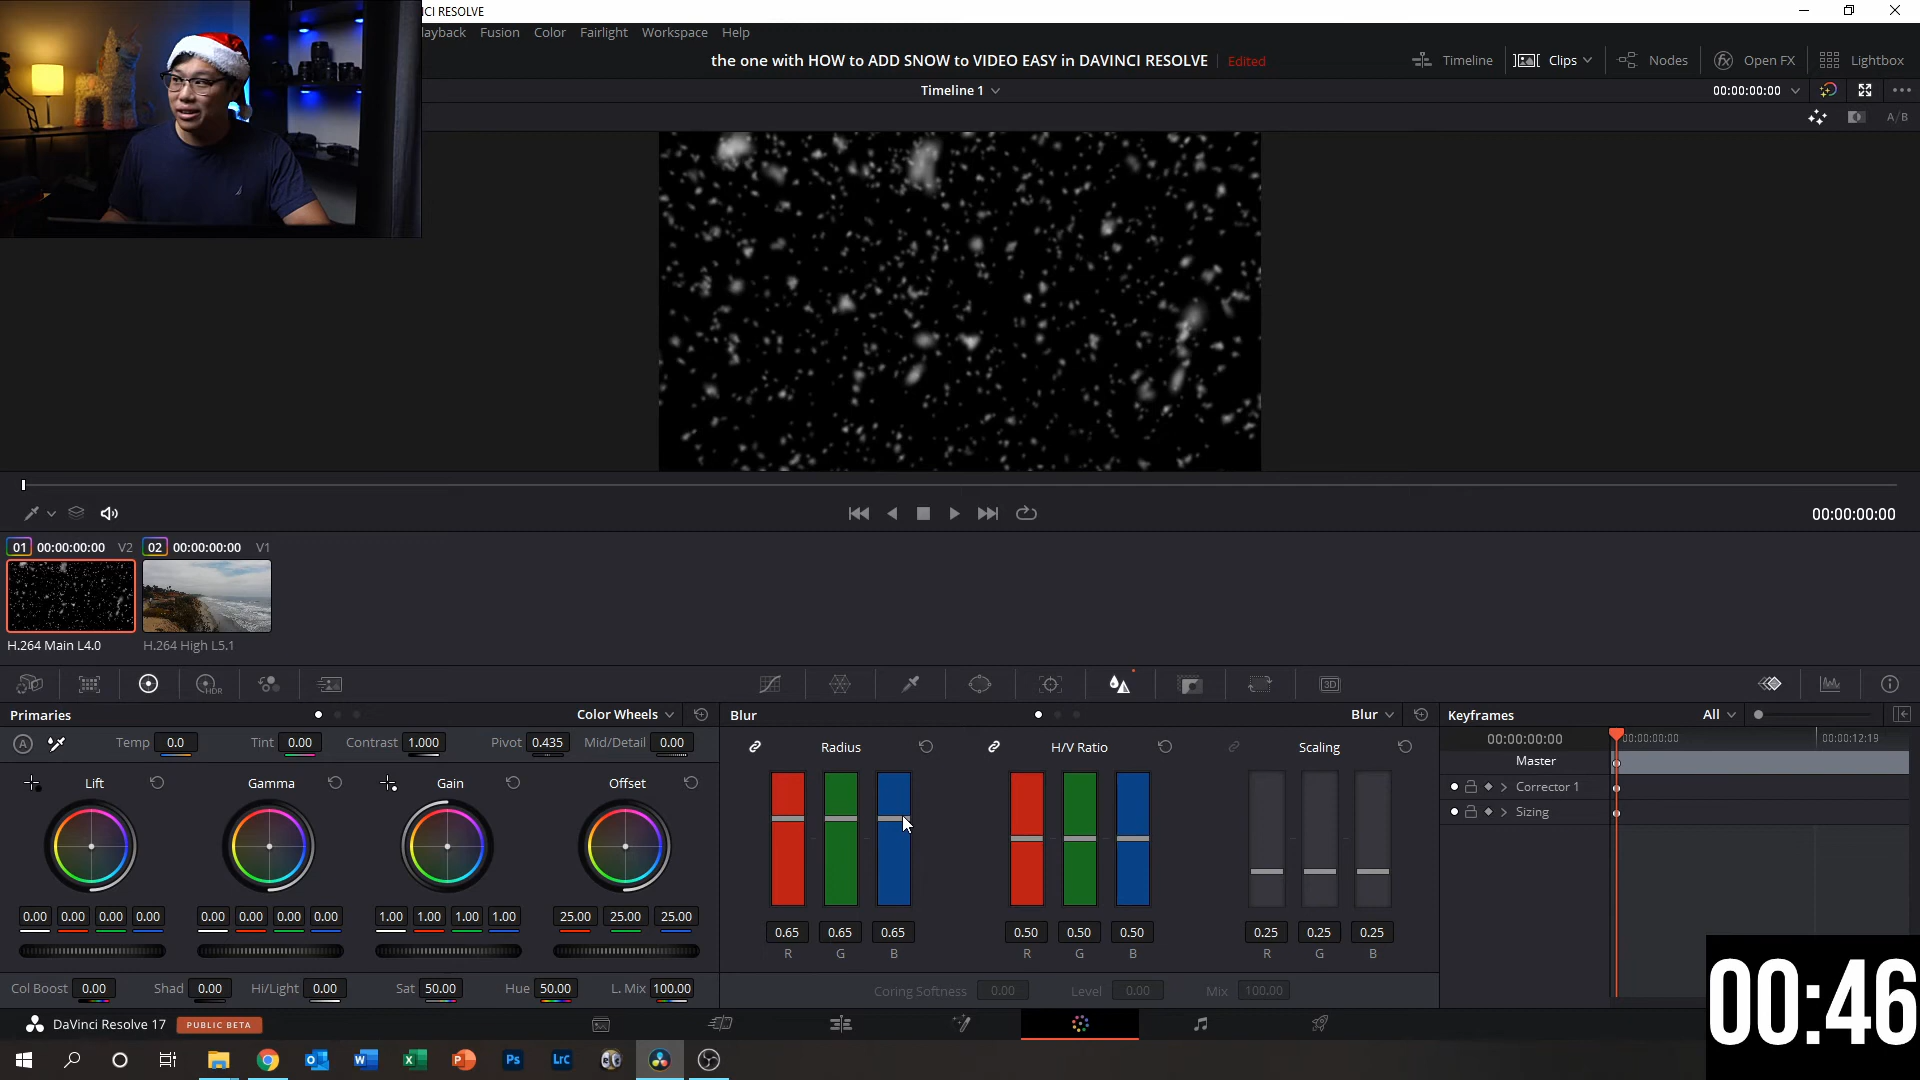 CI RESOLVE
layback Fusion Color Fairlight Workspace Help
the one with HOW to ADD SNOW to VIDEO EASY in DAVINCI RESOLVE Edited
Timeline Clips Nodes Open FX Lightbox
Timeline 1 00:00:00:00
A/B
00:00:00:00
01 00:00:00:00 V2 02 00:00:00:00 V1
H.264 Main L4.0 H.264 High L5.1
HDR 3D
Primaries Color Wheels Blur Blur Keyframes All
A Temp 0.0 Tint 0.00 Contrast 1.000 Pivot 0.435 Mid/Detail 0.00 Radius H/V Ratio Scaling 00:00:00:00 00:00:00:00 00:00:12:19
Master
Lift Gamma Gain Offset Corrector 1
Sizing
0.00 0.00 0.00 0.00 0.00 0.00 0.00 0.00 1.00 1.00 1.00 1.00 25.00 25.00 25.00 0.65 0.65 0.65 0.50 0.50 0.50 0.25 0.25 0.25
R G B R G B R G B
Col Boost 0.00 Shad 0.00 Hi/Light 0.00 Sat 50.00 Hue 50.00 L. Mix 100.00 Coring Softness 0.00 Level 0.00 Mix 100.00
00:46
DaVinci Resolve 17 PUBLIC BETA
W X P Ps Lrc